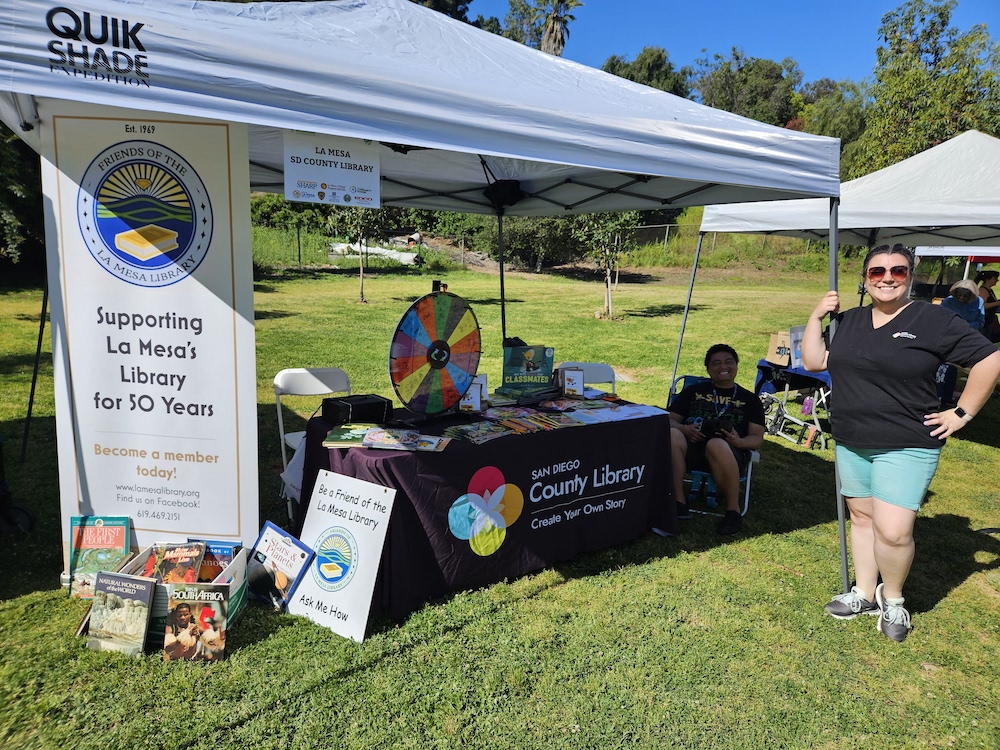 QUIK
SHADE
EXPEDITION
Est. 1969
FRIENDS OF THE
LA MESA LIBRARY
Supporting
La Mesa's
Library
for 50 Years
Become a member
today!
www.lamesalibrary.org
Find us on Facebook!
619.469.2151
LA MESA
SD COUNTY LIBRARY
SHARP
CLASSMATES
SAN DIEGO
County Library
Create Your Own Story
Be a Friend of the
La Mesa Library
Ask Me How
THE FIRST
PEOPLE
NATURAL WONDERS
OF THE WORLD
SOUTH AFRICA
Stars &
Planets
SAVE